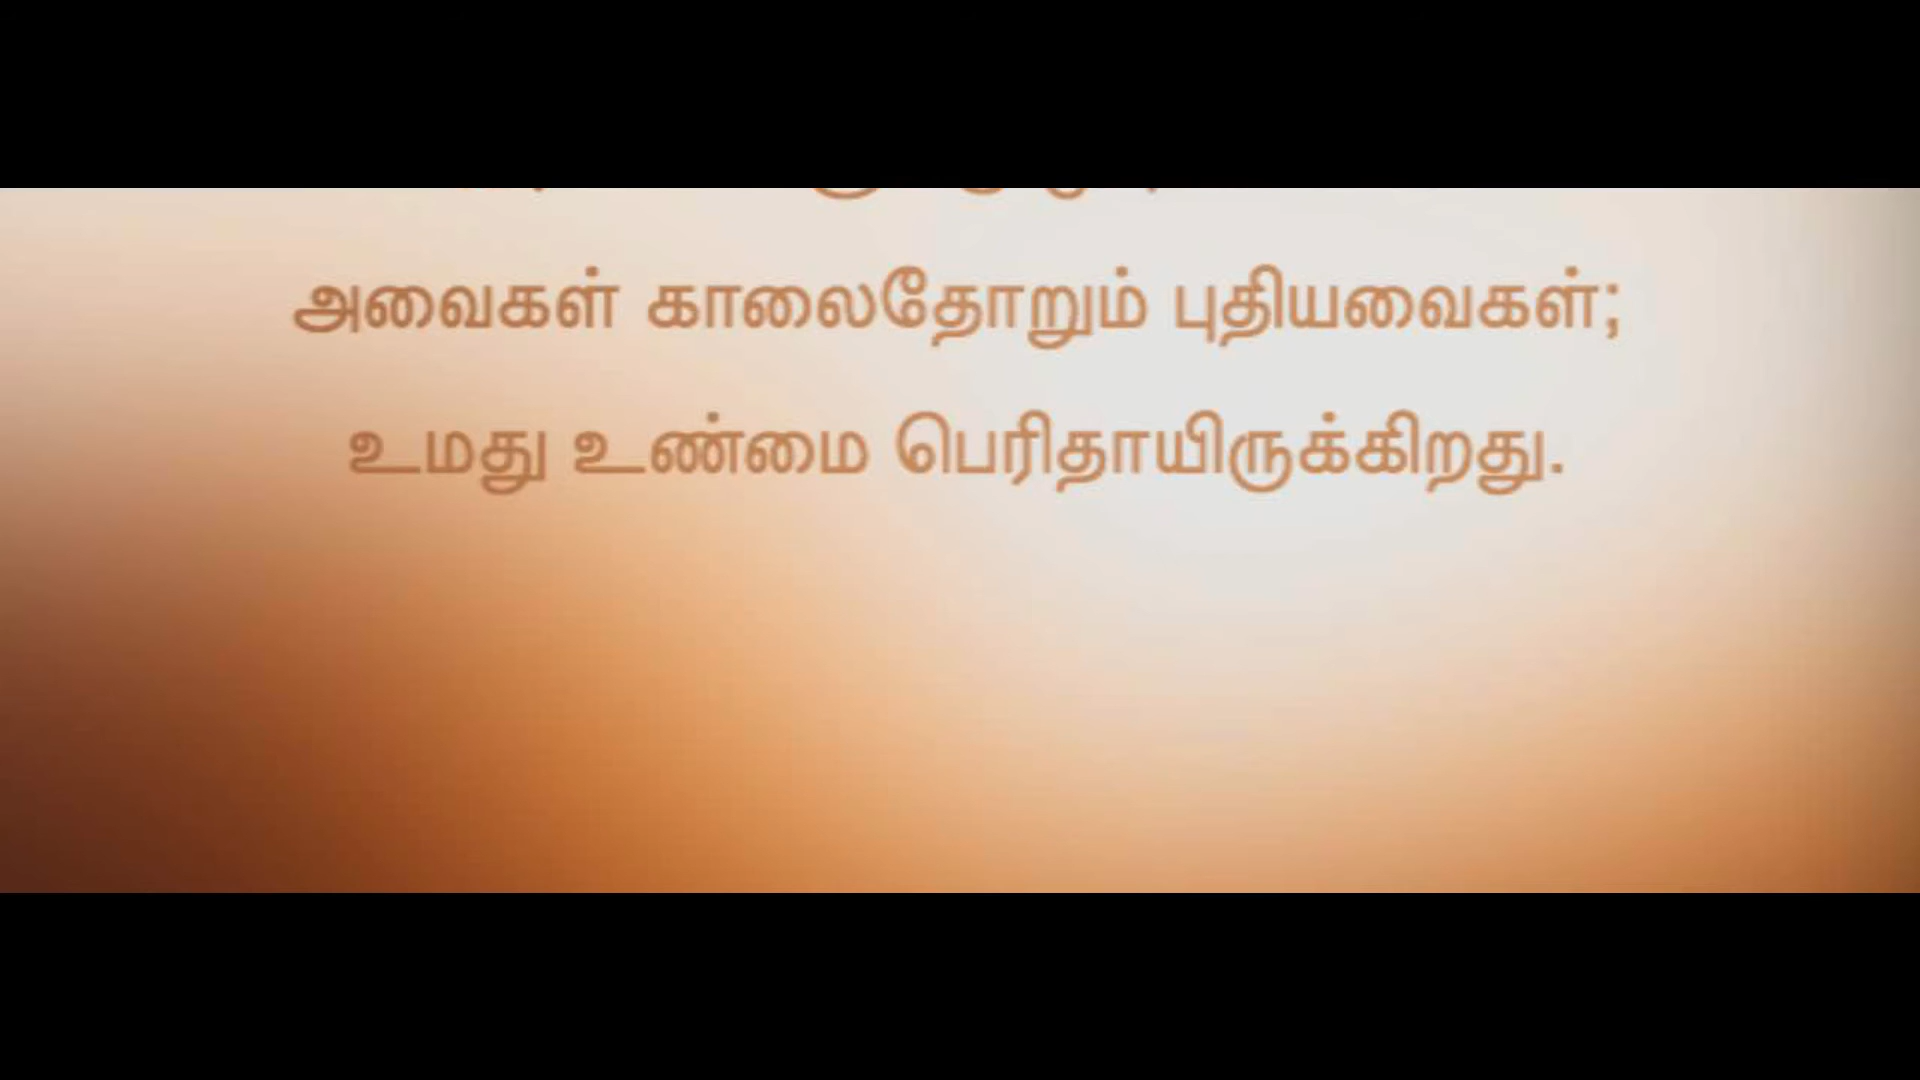 அவைகள் காலைதோறும் புதியவைகள்;
உமது உண்மை பெரிதாயிருக்கிறது.